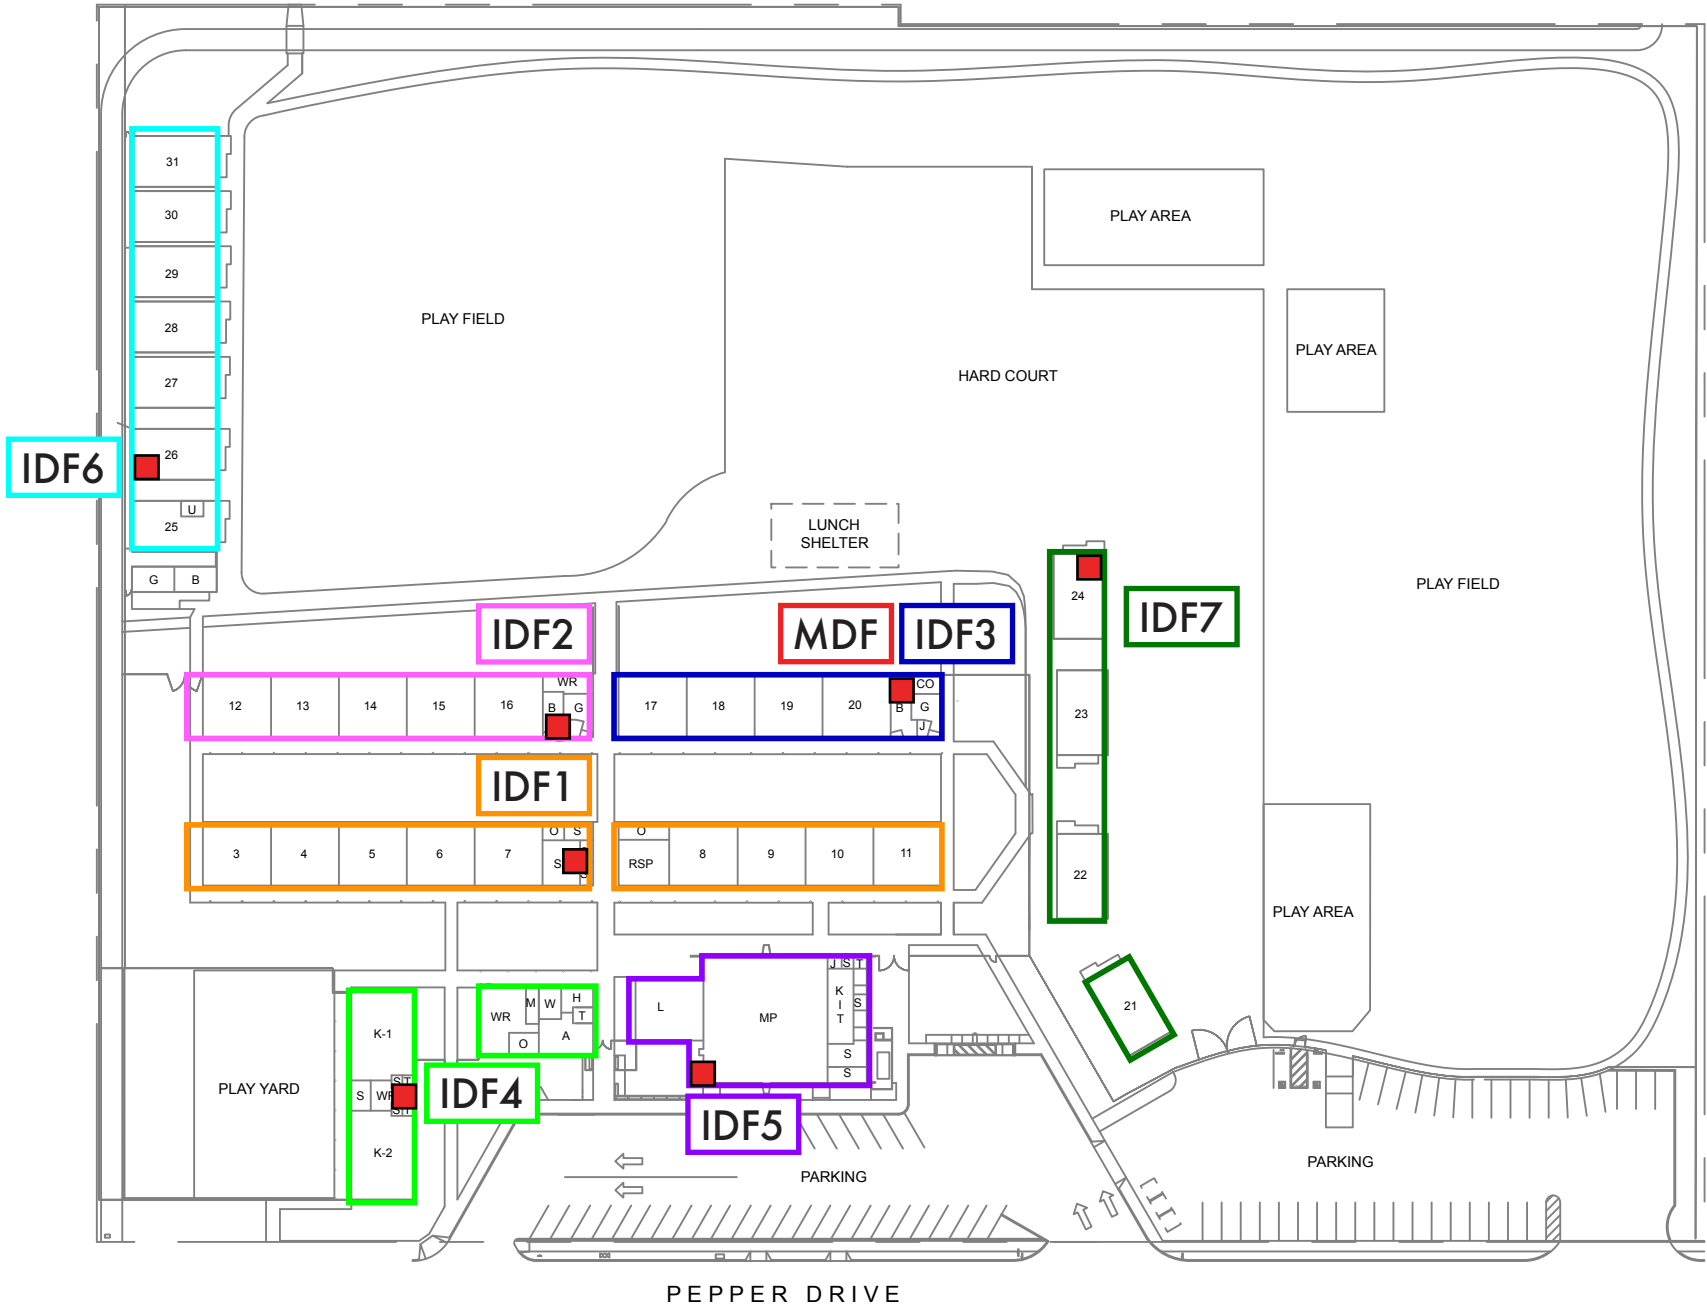 31
30
PLAY AREA
29
PLAY FIELD
28
PLAY AREA
27
HARD COURT
26
IDF6
U
25
LUNCH
SHELTER
G B
24
PLAY FIELD
IDF7
IDF2
MDF
IDF3
WR
CO
12 13 14 15 16 B G
17 18 19 20 B G
J
23
IDF1
O S
O
3 4 5 6 7 S
RSP 8 9 10 11
22
PLAY AREA
J S T
M W H
WR T
O A
L
MP
KIT
S
S
S
21
K-1
S T
S WR
S T
PLAY YARD
IDF4
IDF5
K-2
PARKING
PARKING
PEPPER DRIVE